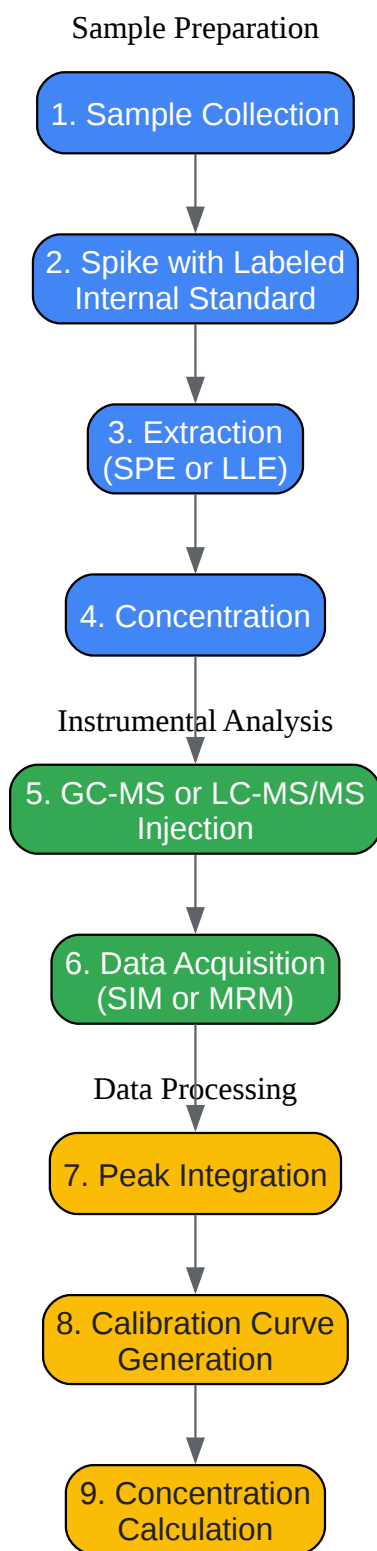 Sample Preparation
1. Sample Collection
2. Spike with Labeled
Internal Standard
3. Extraction
(SPE or LLE)
4. Concentration
Instrumental Analysis
5. GC-MS or LC-MS/MS
Injection
6. Data Acquisition
(SIM or MRM)
Data Processing
7. Peak Integration
8. Calibration Curve
Generation
9. Concentration
Calculation